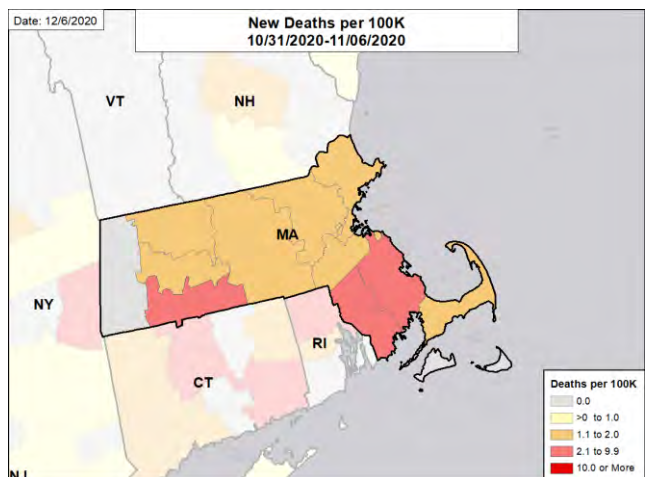 Date: 12/6/2020
New Deaths per 100K
10/31/2020-11/06/2020
VT
NH
MA
NY
RI
CT
NJ
Deaths per 100K
0.0
>0 to 1.0
1.1 to 2.0
2.1 to 9.9
10.0 or More